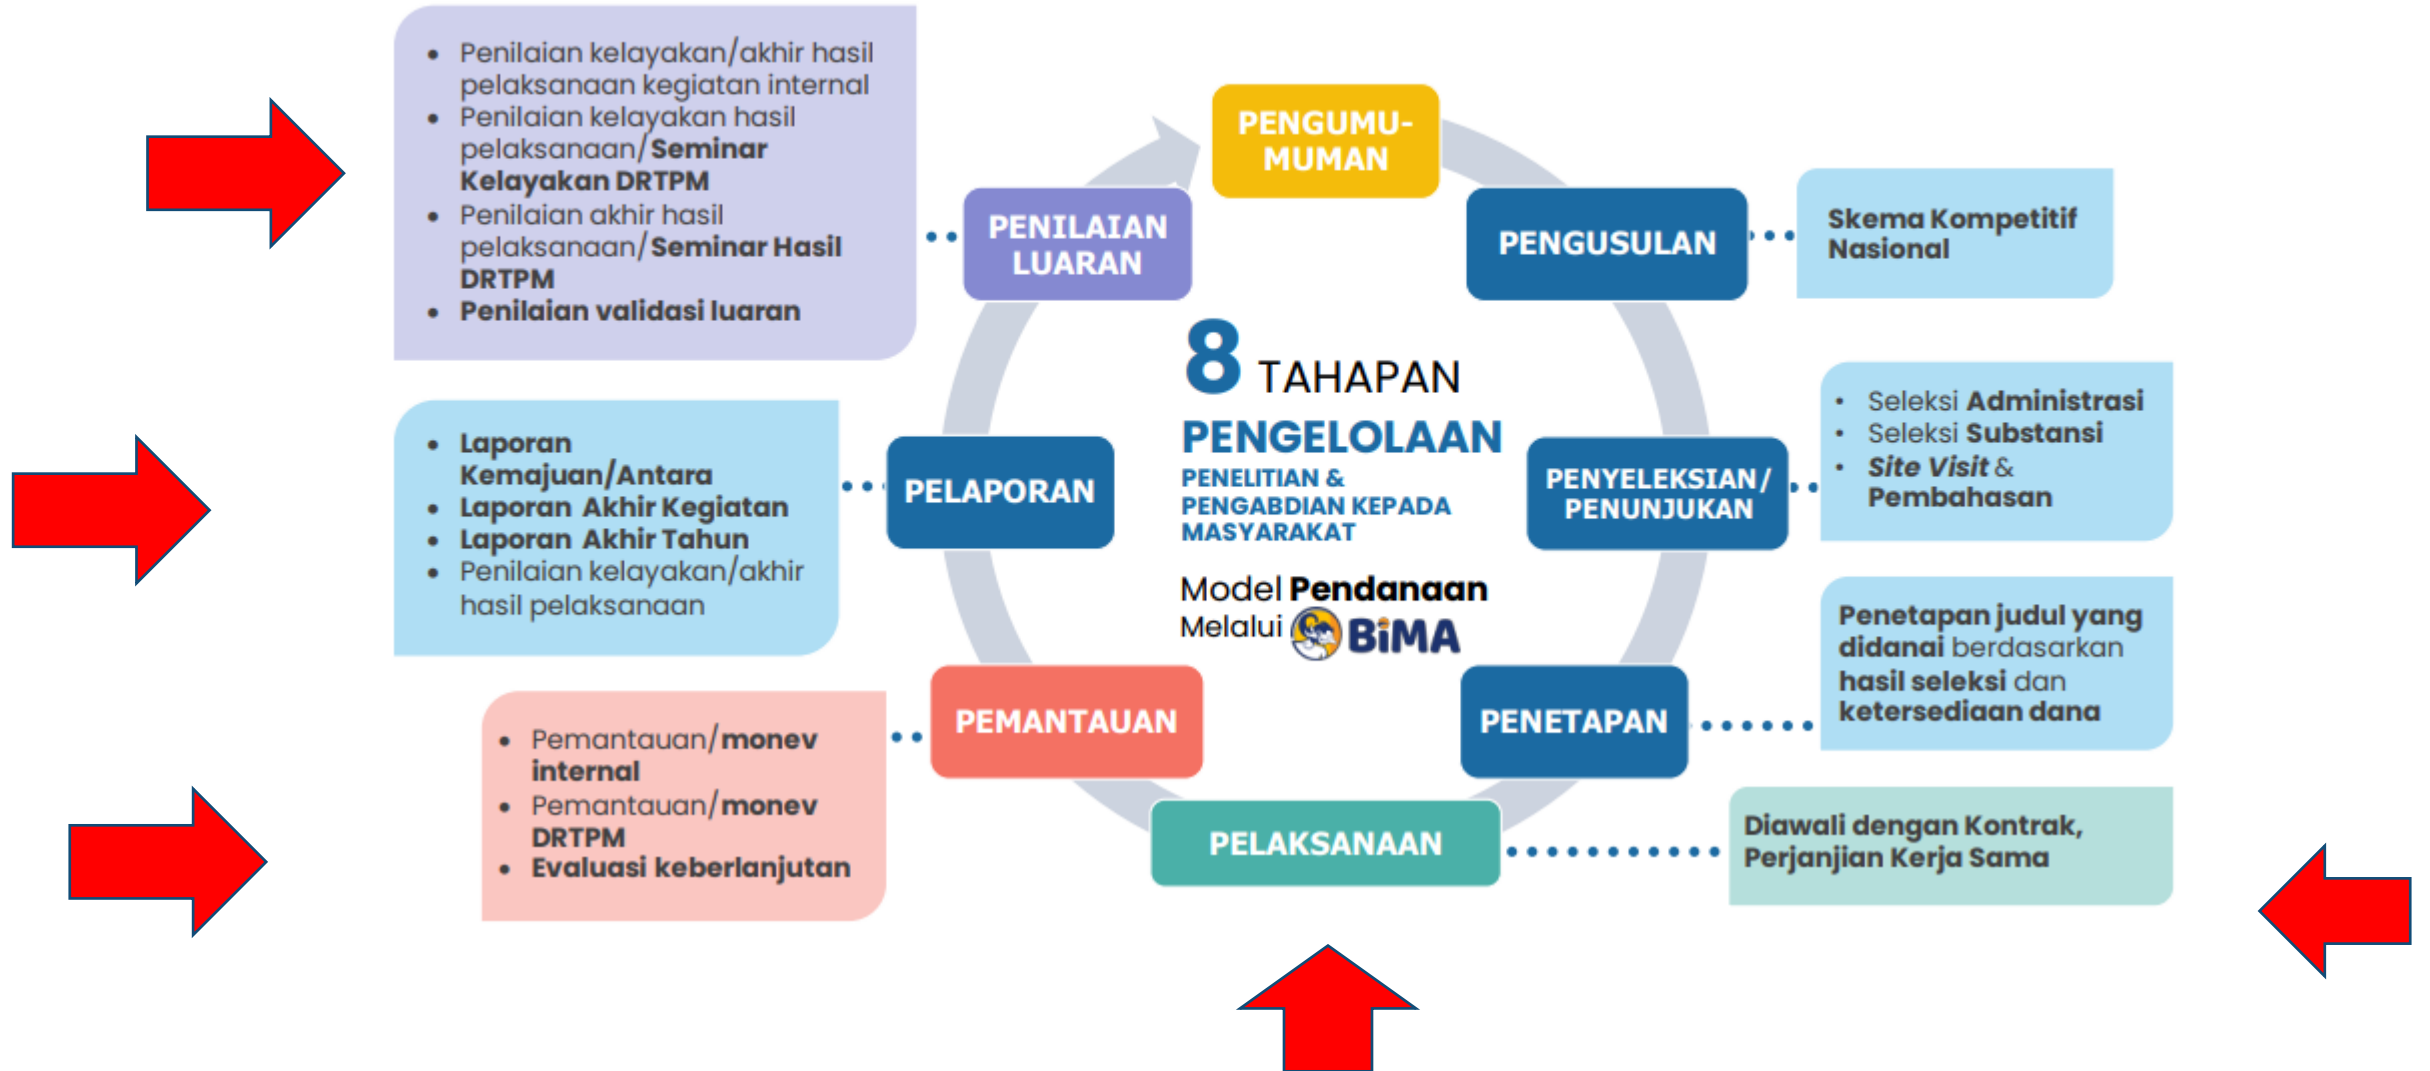 • Penilaian kelayakan/akhir hasil
pelaksanaan kegiatan internal
• Penilaian kelayakan hasil
pelaksanaan/Seminar
Kelayakan DRTPM
• Penilaian akhir hasil
pelaksanaan/Seminar Hasil
DRTPM
• Penilaian validasi luaran
PENILAIAN
LUARAN
PENGUMU-
MUMAN
PENGUSULAN
Skema Kompetitif
Nasional
8 TAHAPAN
PENGELOLAAN
PENELITIAN &
PENGABDIAN KEPADA
MASYARAKAT
Model Pendanaan
Melalui BiMA
PENYELEKSIAN/
PENUNJUKAN
• Seleksi Administrasi
• Seleksi Substansi
• Site Visit &
Pembahasan
• Laporan
Kemajuan/Antara
• Laporan Akhir Kegiatan
• Laporan Akhir Tahun
• Penilaian kelayakan/akhir
hasil pelaksanaan
PELAPORAN
PENETAPAN
Penetapan judul yang
didanai berdasarkan
hasil seleksi dan
ketersediaan dana
• Pemantauan/monev
internal
• Pemantauan/monev
DRTPM
• Evaluasi keberlanjutan
PEMANTAUAN
PELAKSANAAN
Diawali dengan Kontrak,
Perjanjian Kerja Sama